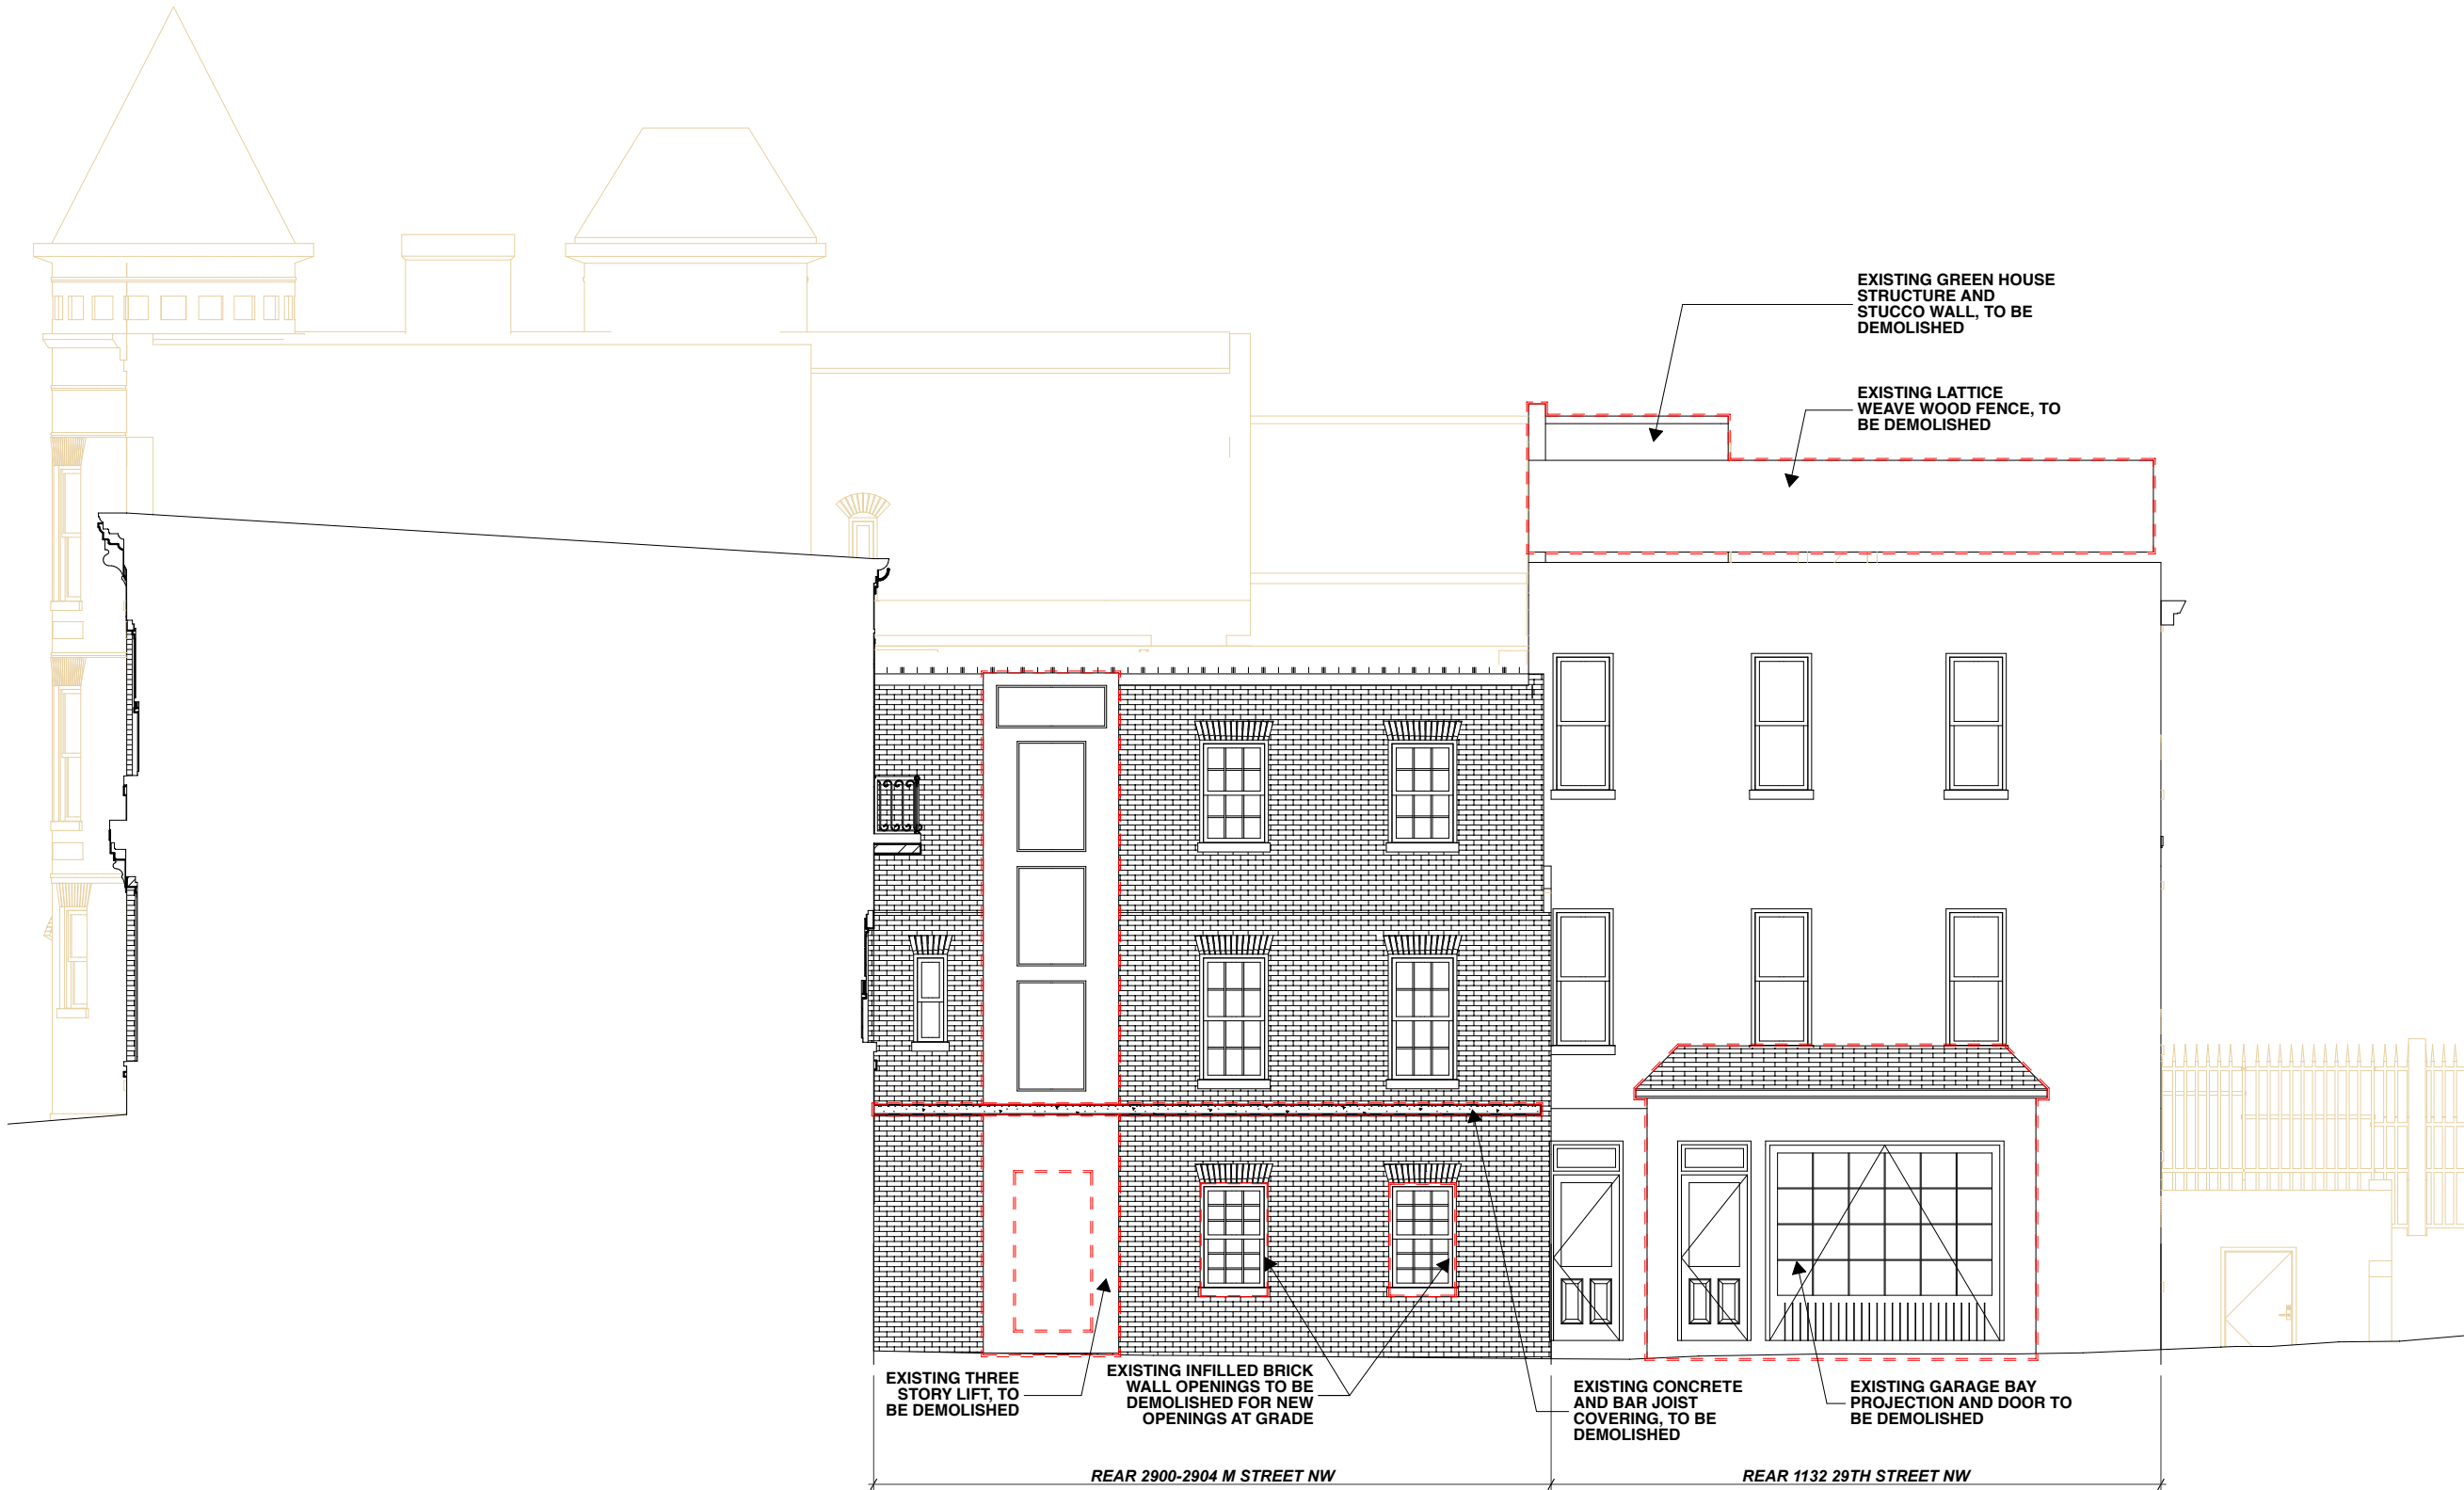 EXISTING GREEN HOUSE
STRUCTURE AND
STUCCO WALL, TO BE
DEMOLISHED
EXISTING LATTICE
WEAVE WOOD FENCE, TO
BE DEMOLISHED
EXISTING THREE
STORY LIFT, TO
BE DEMOLISHED
EXISTING INFILLED BRICK
WALL OPENINGS TO BE
DEMOLISHED FOR NEW
OPENINGS AT GRADE
EXISTING CONCRETE
AND BAR JOIST
COVERING, TO BE
DEMOLISHED
EXISTING GARAGE BAY
PROJECTION AND DOOR TO
BE DEMOLISHED
REAR 2900-2904 M STREET NW
REAR 1132 29TH STREET NW